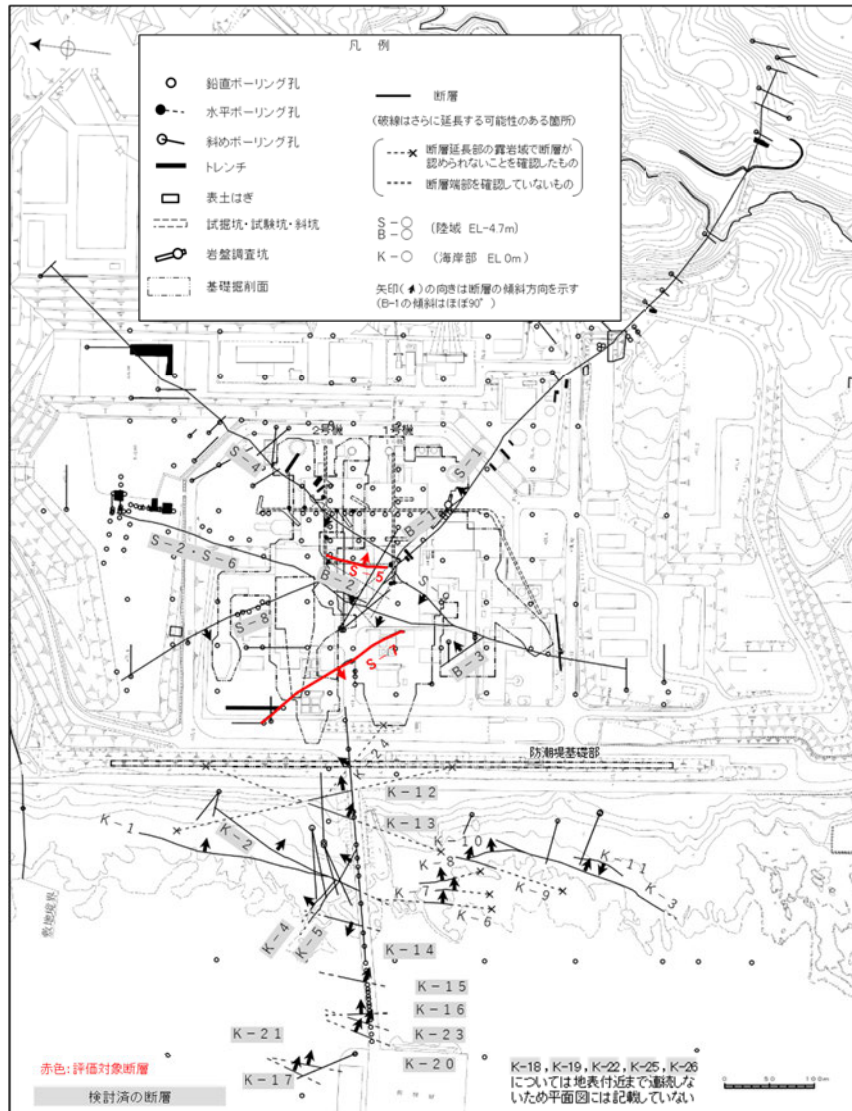 凡 例
鉛直ボーリング孔
水平ボーリング孔
斜めボーリング孔
トレンチ
表土はぎ
試掘坑・試験坑・斜坑
岩盤調査坑
基礎掘削面
断層
(破線はさらに延長する可能性のある箇所)
断層延長部の露岩域で断層が
認められないことを確認したもの
断層端部を確認していないもの
S-○
B-○
(陸域 EL-4.7m)
K-○ (海岸部 EL 0m)
矢印( )の向きは断層の傾斜方向を示す
(B-1の傾斜はほぼ90°)
2号機
1号機
S-4
S-1
B-1
S-2・S-6
S-5
B-2
S-8
S-7
B-3
K-24
防潮堤基礎部
K-12
K-13
K-1
K-2
K-10
K-8
K-11
K-7
K-9
K-3
K-6
K-4
K-5
敷地境界
K-14
K-15
K-16
K-21
K-23
K-20
K-17
赤色:評価対象断層
検討済の断層
K-18,K-19,K-22,K-25,K-26
については地表付近まで連続しな
いため平面図には記載していない
0 50 100m